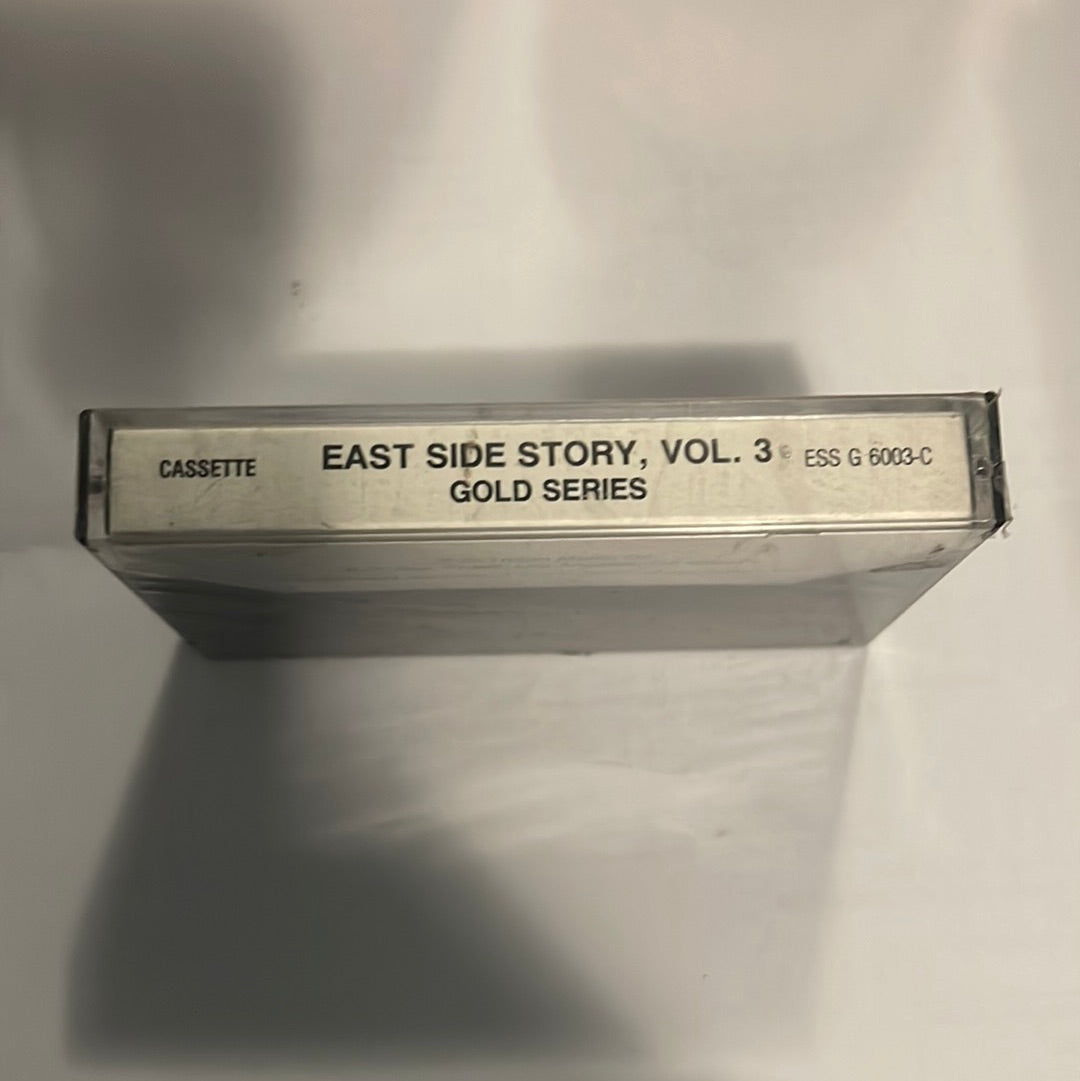 CASSETTE
EAST SIDE STORY, VOL. 3
GOLD SERIES
ESS G 6003-C